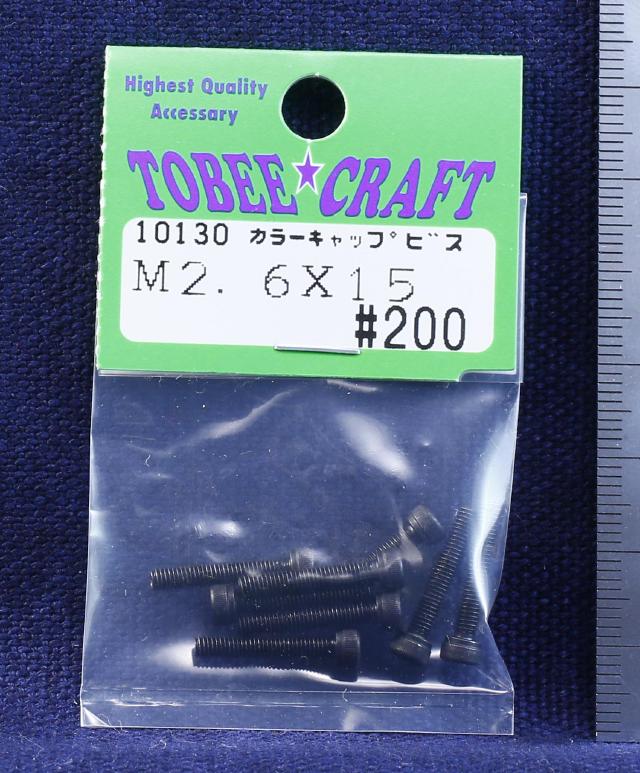 Highest Quality
Accessary
TOBEE★CRAFT
10130 カラーキャップビス
M2. 6X15
#200